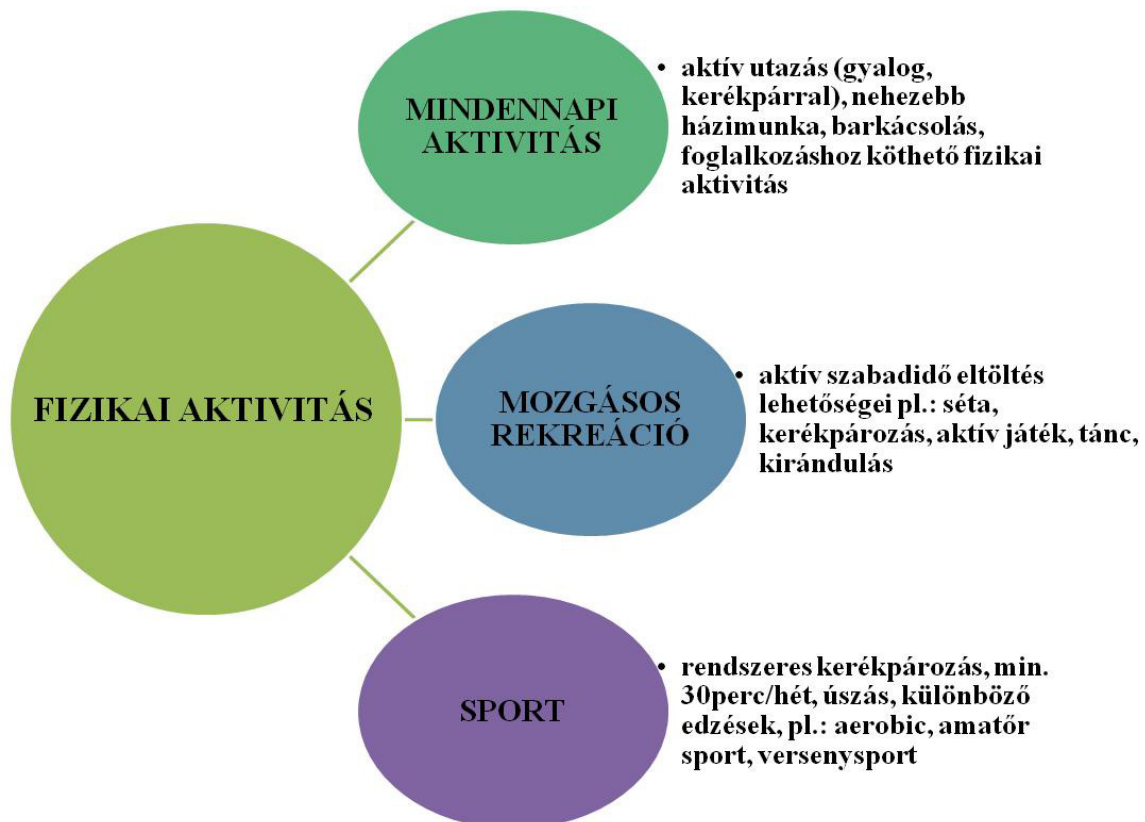 MINDENNAPI
AKTIVITÁS
• aktív utazás (gyalog,
kerékpárral), nehezebb
házimunka, barkácsolás,
foglalkozáshoz köthető fizikai
aktivitás
FIZIKAI AKTIVITÁS
MOZGÁSOS
REKREÁCIÓ
• aktív szabadidő eltöltés
lehetőségei pl.: séta,
kerékpározás, aktív játék, tánc,
kirándulás
SPORT
• rendszeres kerékpározás, min.
30perc/hét, úszás, különböző
edzések, pl.: aerobic, amatőr
sport, versenysport